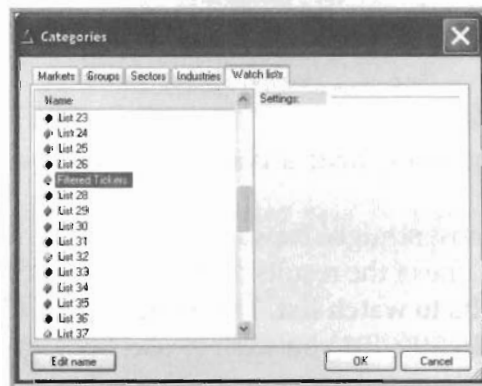 Categories
Markets Groups Sectors Industries Watch lists
Name
Settings:
List 23
List 24
List 25
List 26
Filtered Tickers
List 28
List 29
List 30
List 31
List 32
List 33
List 34
List 35
List 36
List 37
Edit name
OK
Cancel